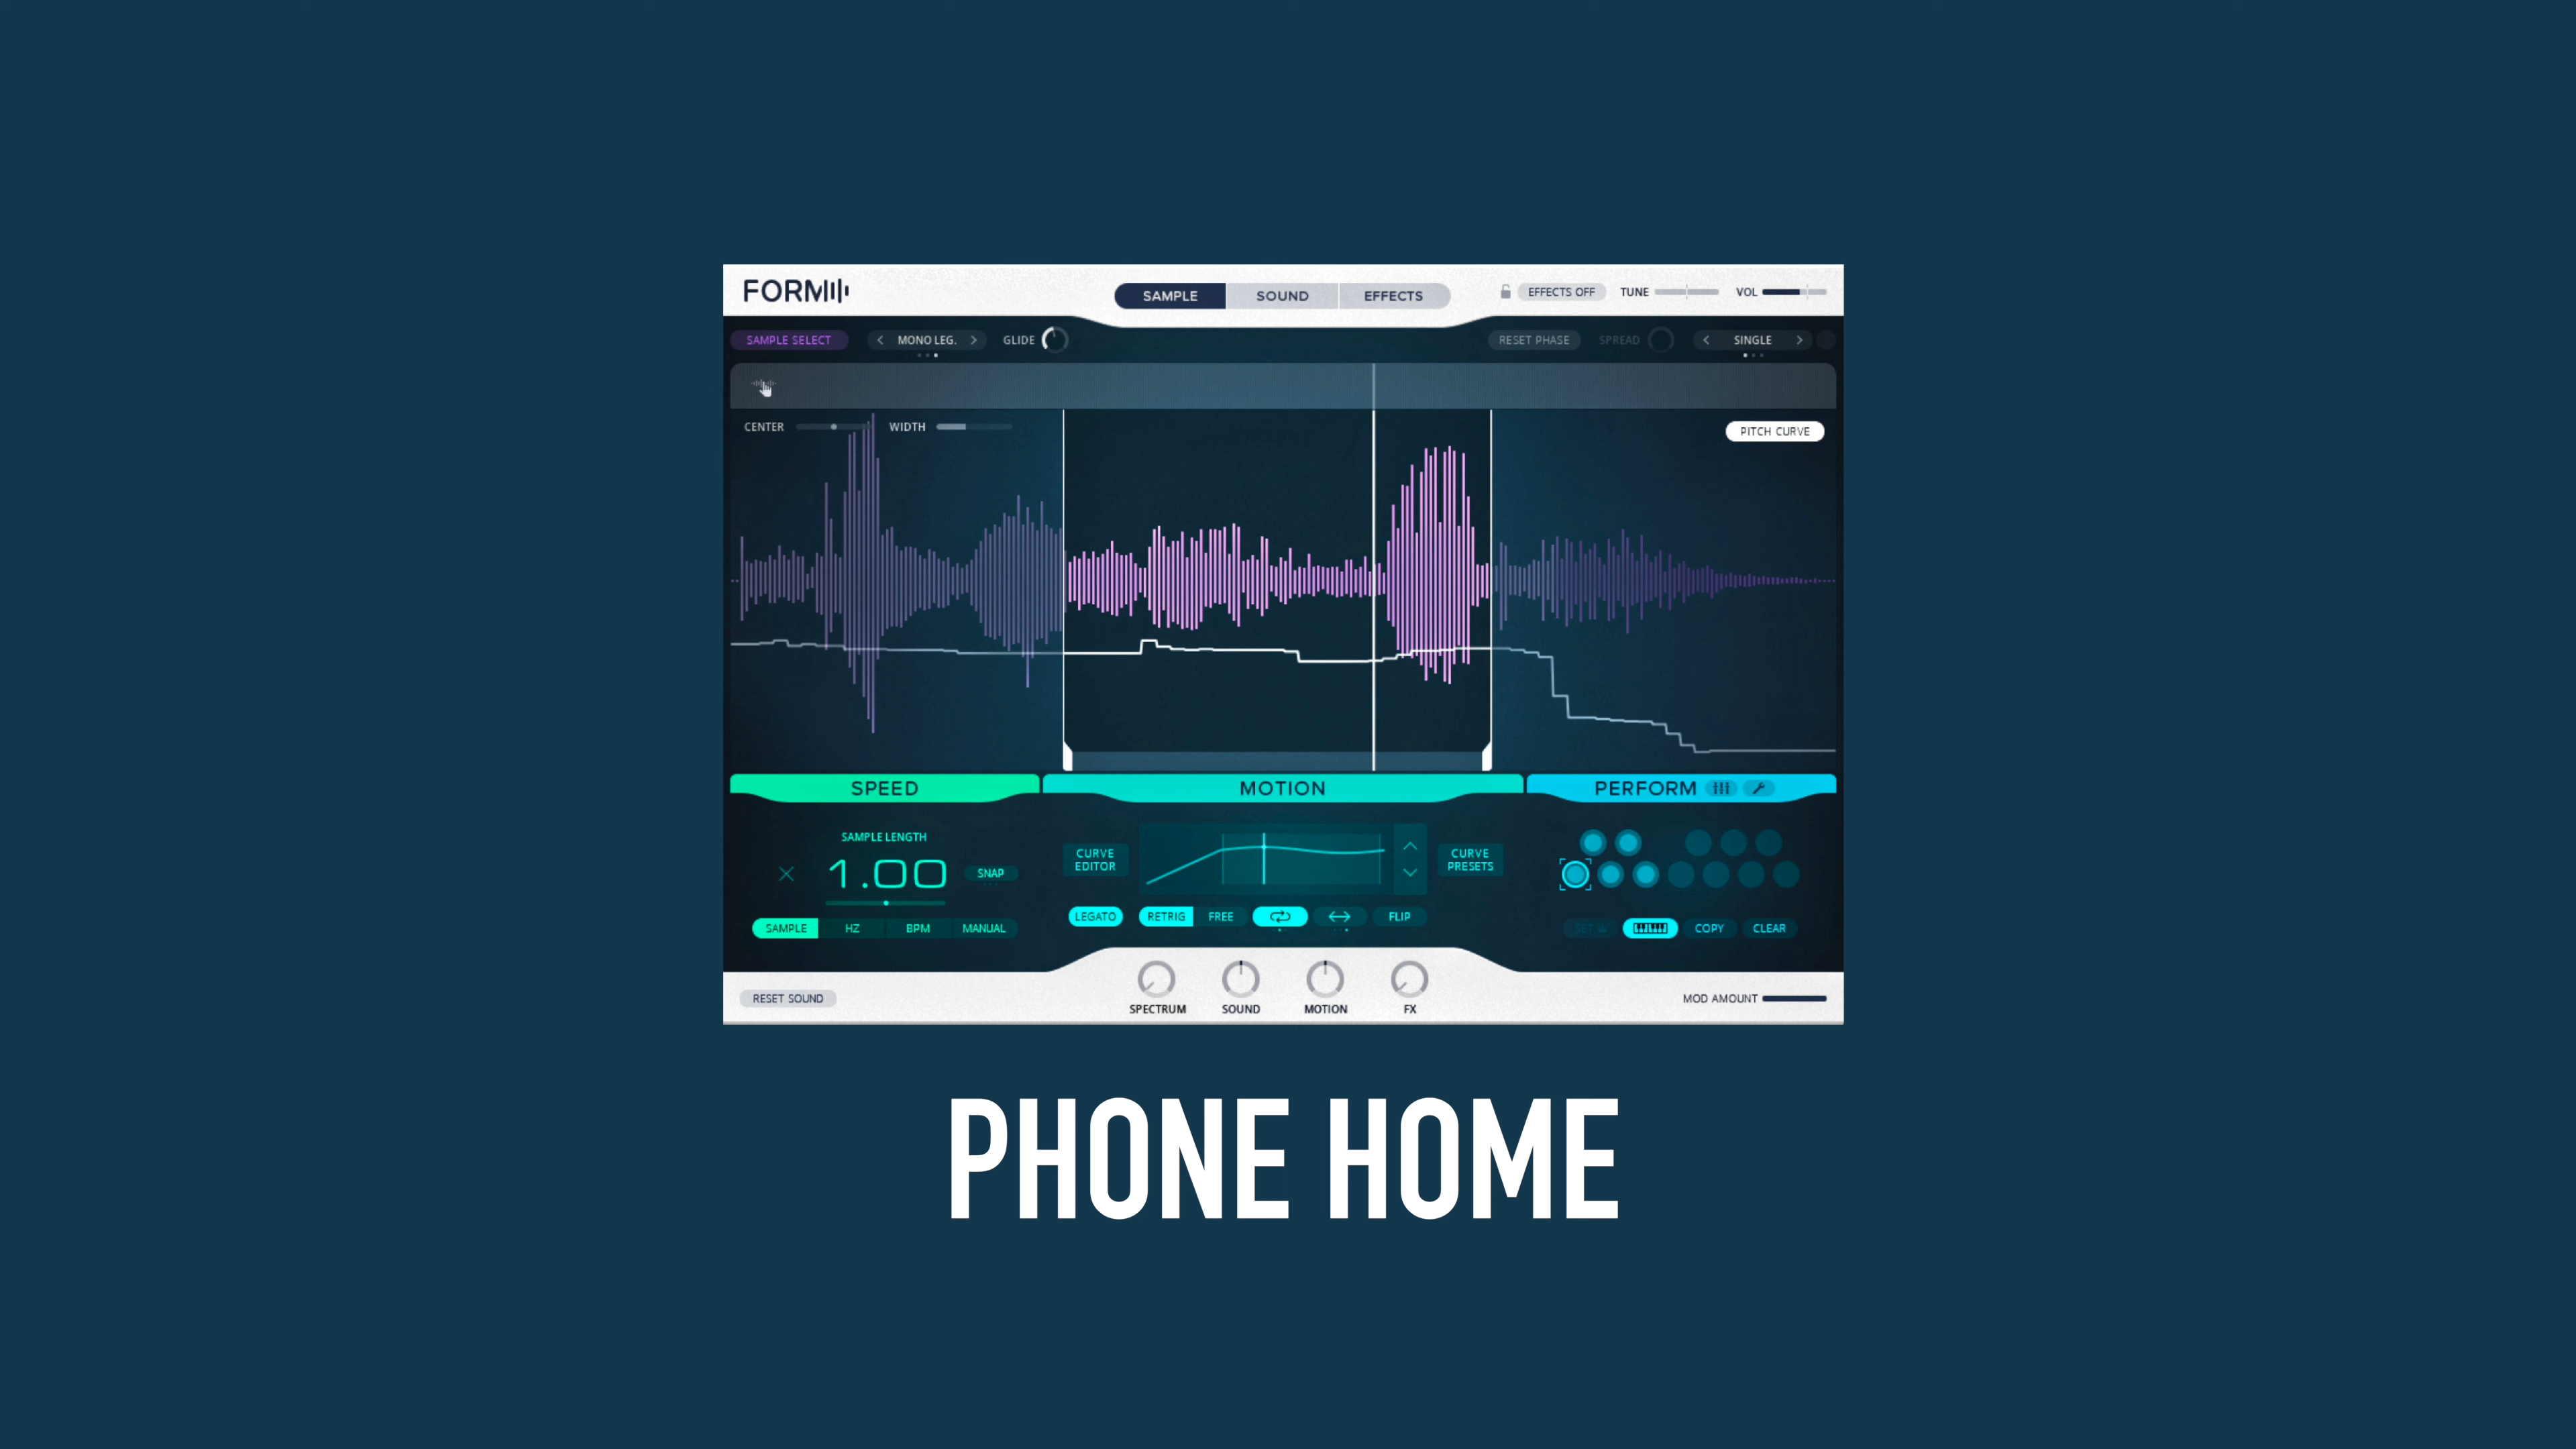 FORM
SAMPLE SOUND EFFECTS
EFFECTS OFF TUNE VOL
SAMPLE SELECT MONO LEG. GLIDE RESET PHASE SPREAD SINGLE
CENTER WIDTH PITCH CURVE
SPEED MOTION PERFORM
SAMPLE LENGTH
1.00 SNAP
CURVE EDITOR
CURVE PRESETS
LEGATO RETRIG FREE FLIP
SAMPLE HZ BPM MANUAL
SET COPY CLEAR
RESET SOUND
SPECTRUM SOUND MOTION FX
MOD AMOUNT
PHONE HOME